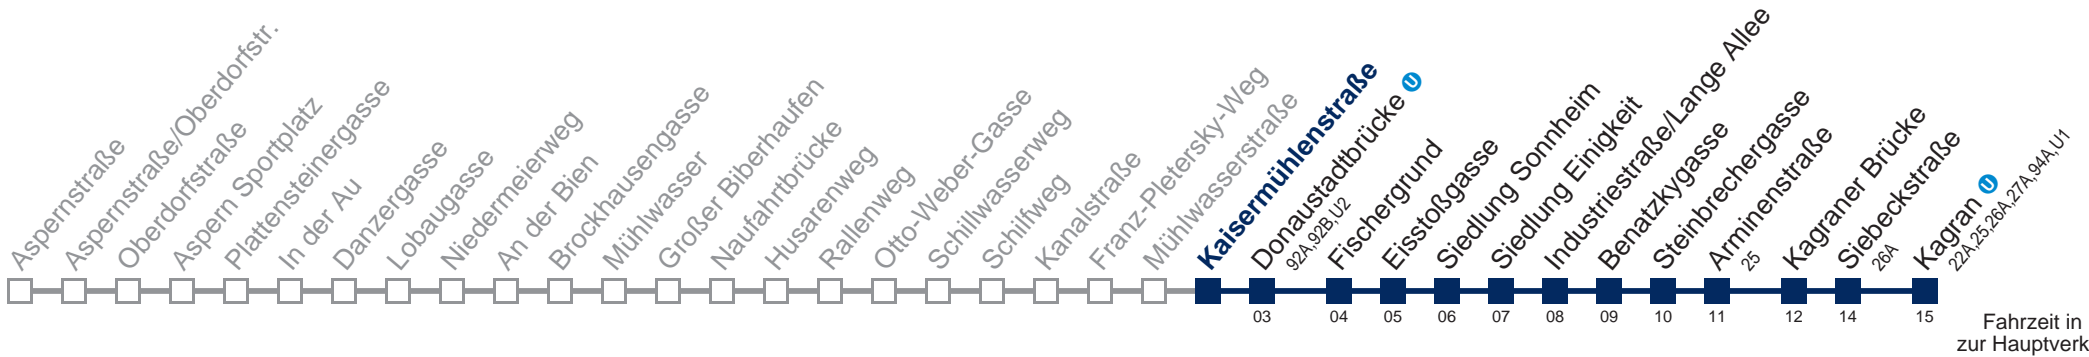 Aspernstraße
Aspernstraße/Oberdorfstr.
Oberdorfstraße
Aspern Sportplatz
Plattensteinergasse
In der Au
Danzergasse
Lobaugasse
Niedermeierweg
An der Bien
Brockhausengasse
Mühlwasser
Großer Biberhaufen
Naufahrtbrücke
Husarenweg
Rallenweg
Otto-Weber-Gasse
Schillwasserweg
Schilfweg
Kanalstraße
Franz-Pletersky-Weg
Mühlwasserstraße
Kaisermühlenstraße
Donaustadtbrücke U
92A,92B,U2
Fischergrund
Eisstoßgasse
Siedlung Sonnheim
Siedlung Einigkeit
Industriestraße/Lange Allee
Benatzkygasse
Steinbrechergasse
Arminenstraße
25
Kagraner Brücke
Siebeckstraße
26A
Kagran U
22A,25,26A,27A,94A,U1
03 04 05 06 07 08 09 10 11 12 14 15
Fahrzeit in
zur Hauptverk